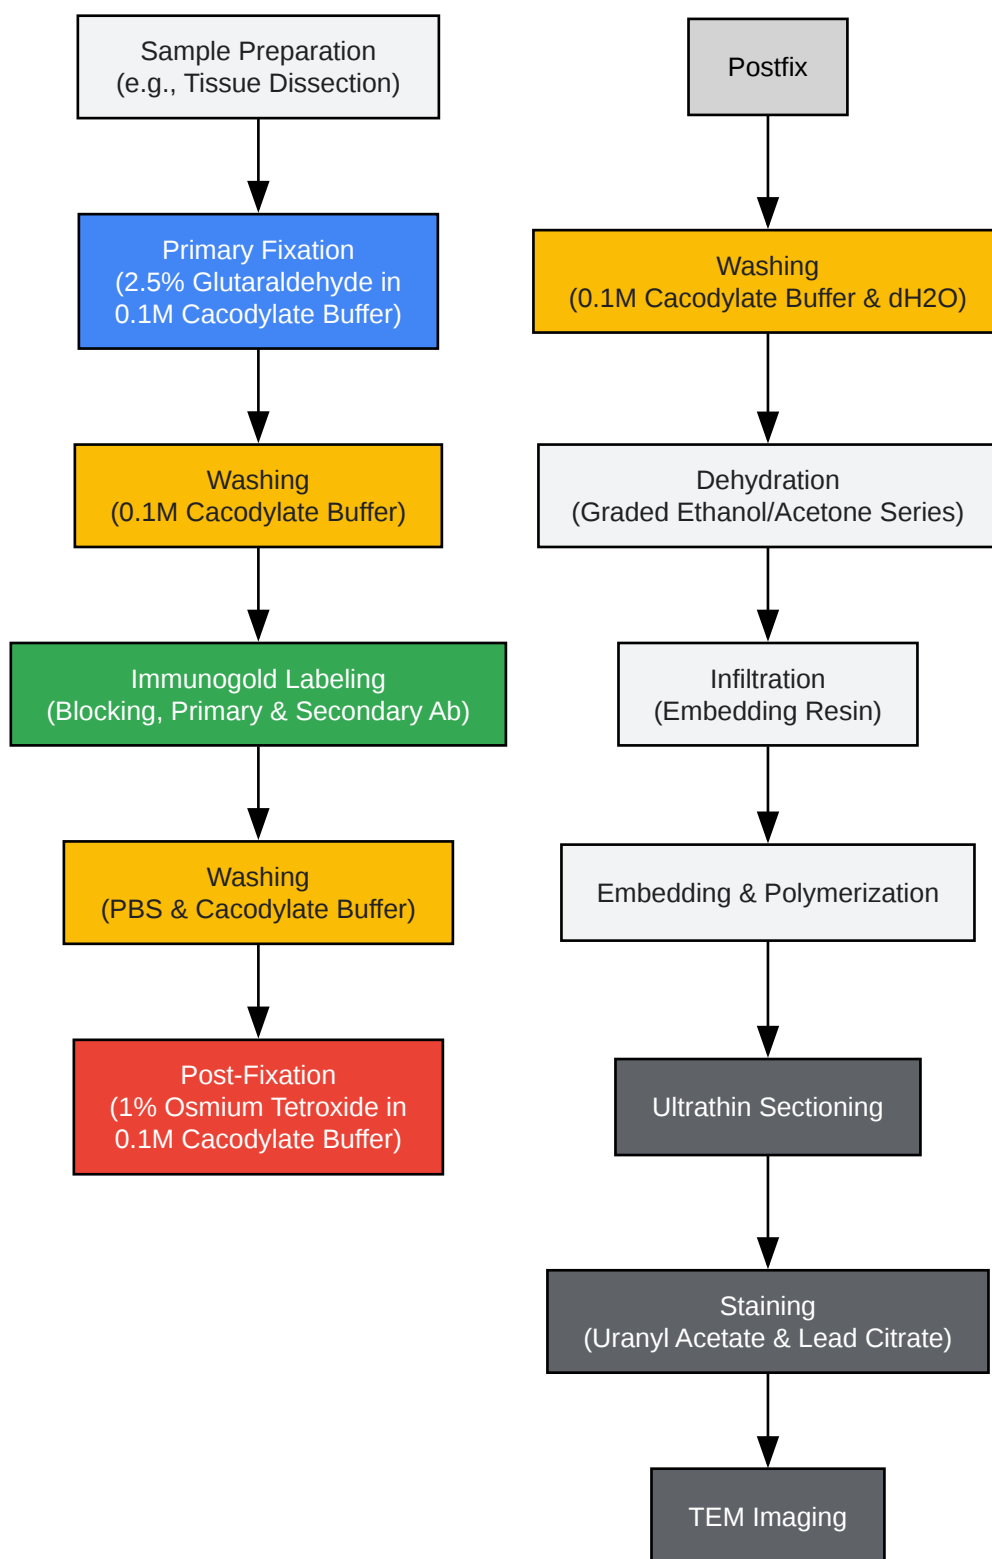 Sample Preparation
(e.g., Tissue Dissection)
Primary Fixation
(2.5% Glutaraldehyde in
0.1M Cacodylate Buffer)
Washing
(0.1M Cacodylate Buffer)
Immunogold Labeling
(Blocking, Primary & Secondary Ab)
Washing
(PBS & Cacodylate Buffer)
Post-Fixation
(1% Osmium Tetroxide in
0.1M Cacodylate Buffer)
Postfix
Washing
(0.1M Cacodylate Buffer & dH2O)
Dehydration
(Graded Ethanol/Acetone Series)
Infiltration
(Embedding Resin)
Embedding & Polymerization
Ultrathin Sectioning
Staining
(Uranyl Acetate & Lead Citrate)
TEM Imaging